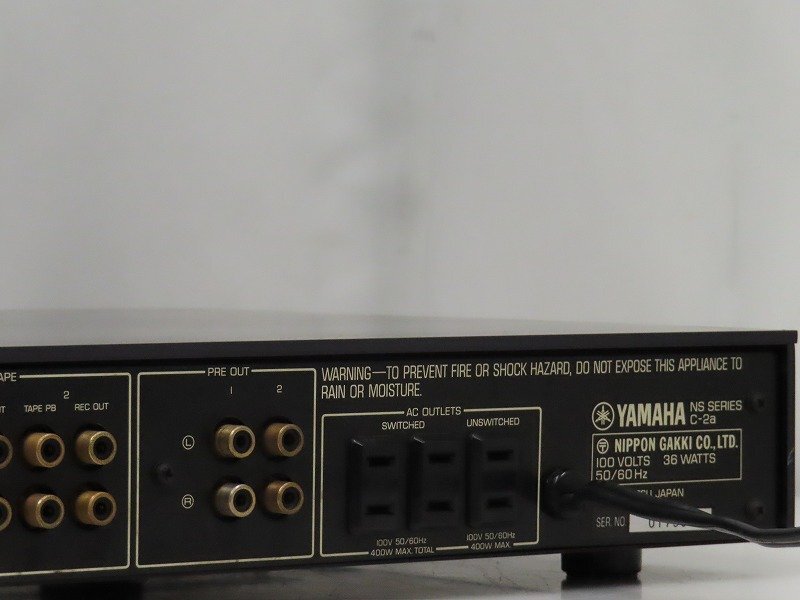 TAPE PB
2
REC OUT
PRE OUT
1
2
L
R
WARNING—TO PREVENT FIRE OR SHOCK HAZARD, DO NOT EXPOSE THIS APPLIANCE TO
RAIN OR MOISTURE.
AC OUTLETS
SWITCHED
UNSWITCHED
100V 50/60Hz
400W MAX. TOTAL
100V 50/60Hz
400W MAX.
YAMAHA
NS SERIES
C-2a
NIPPON GAKKI CO., LTD.
100 VOLTS 36 WATTS
50/60 Hz
JAPAN
SER. NO.